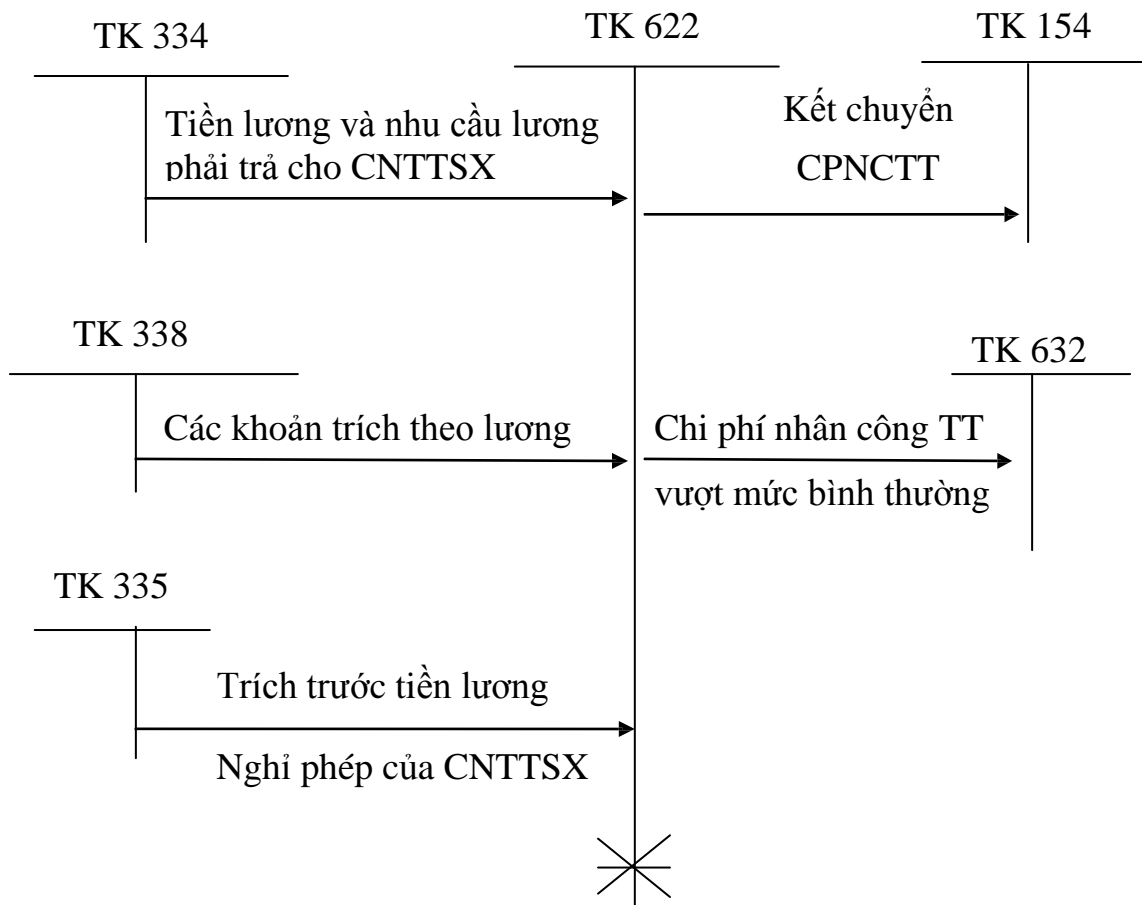 TK 334
TK 622
TK 154
Tiền lương và nhu cầu lương
phải trả cho CNTTSX
Kết chuyển
CPNCTT
TK 338
TK 632
Các khoản trích theo lương
Chi phí nhân công TT
vượt mức bình thường
TK 335
Trích trước tiền lương
Nghỉ phép của CNTTSX